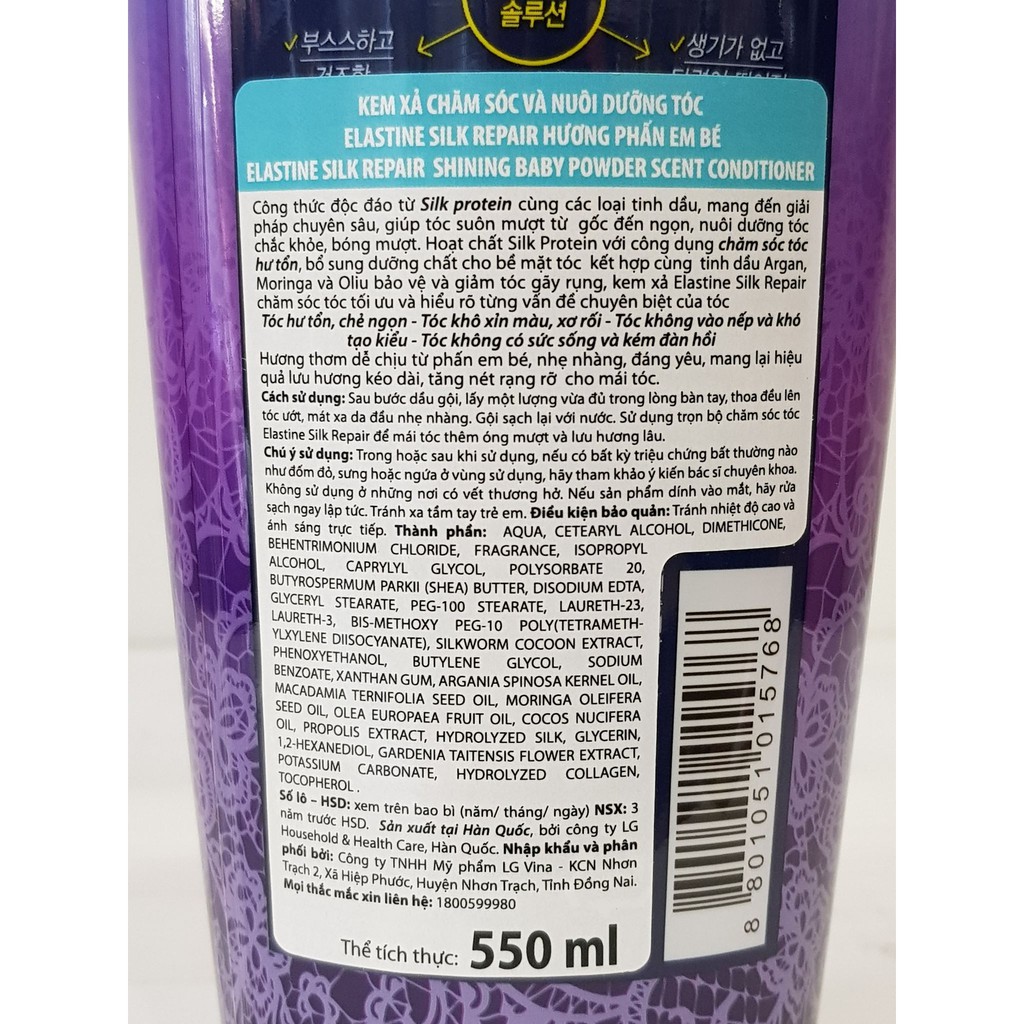 솔루션
✓부스스하고
✓생기가 없고
KEM XẢ CHĂM SÓC VÀ NUÔI DƯỠNG TÓC
ELASTINE SILK REPAIR HƯƠNG PHẤN EM BÉ
ELASTINE SILK REPAIR SHINING BABY POWDER SCENT CONDITIONER
Công thức độc đáo từ Silk protein cùng các loại tinh dầu, mang đến giải
pháp chuyên sâu, giúp tóc suôn mượt từ gốc đến ngọn, nuôi dưỡng tóc
chắc khỏe, bóng mượt. Hoạt chất Silk Protein với công dụng chăm sóc tóc
hư tổn, bổ sung dưỡng chất cho bề mặt tóc kết hợp cùng tinh dầu Argan,
Moringa và Oliu bảo vệ và giảm tóc gãy rụng, kem xả Elastine Silk Repair
chăm sóc tóc tối ưu và hiểu rõ từng vấn đề chuyên biệt của tóc
Tóc hư tổn, chẻ ngọn - Tóc khô xỉn màu, xơ rối - Tóc không vào nếp và khó
tạo kiểu - Tóc không có sức sống và kém đàn hồi
Hương thơm dễ chịu từ phấn em bé, nhẹ nhàng, đáng yêu, mang lại hiệu
quả lưu hương kéo dài, tăng nét rạng rỡ cho mái tóc.
Cách sử dụng: Sau bước dầu gội, lấy một lượng vừa đủ trong lòng bàn tay, thoa đều lên
tóc ướt, mát xa da đầu nhẹ nhàng. Gội sạch lại với nước. Sử dụng trọn bộ chăm sóc tóc
Elastine Silk Repair để mái tóc thêm óng mượt và lưu hương lâu.
Chú ý sử dụng: Trong hoặc sau khi sử dụng, nếu có bất kỳ triệu chứng bất thường nào
như đốm đỏ, sưng hoặc ngứa ở vùng sử dụng, hãy tham khảo ý kiến bác sĩ chuyên khoa.
Không sử dụng ở những nơi có vết thương hở. Nếu sản phẩm dính vào mắt, hãy rửa
sạch ngay lập tức. Tránh xa tầm tay trẻ em. Điều kiện bảo quản: Tránh nhiệt độ cao và
ánh sáng trực tiếp. Thành phần: AQUA, CETEARYL ALCOHOL, DIMETHICONE,
BEHENTRIMONIUM CHLORIDE, FRAGRANCE, ISOPROPYL
ALCOHOL, CAPRYLYL GLYCOL, POLYSORBATE 20,
BUTYROSPERMUM PARKII (SHEA) BUTTER, DISODIUM EDTA,
GLYCERYL STEARATE, PEG-100 STEARATE, LAURETH-23,
LAURETH-3, BIS-METHOXY PEG-10 POLY(TETRAMETH-
YLXYLENE DIISOCYANATE), SILKWORM COCOON EXTRACT,
PHENOXYETHANOL, BUTYLENE GLYCOL, SODIUM
BENZOATE, XANTHAN GUM, ARGANIA SPINOSA KERNEL OIL,
MACADAMIA TERNIFOLIA SEED OIL, MORINGA OLEIFERA
SEED OIL, OLEA EUROPAEA FRUIT OIL, COCOS NUCIFERA
OIL, PROPOLIS EXTRACT, HYDROLYZED SILK, GLYCERIN,
1,2-HEXANEDIOL, GARDENIA TAITENSIS FLOWER EXTRACT,
POTASSIUM CARBONATE, HYDROLYZED COLLAGEN,
TOCOPHEROL .
Số lô – HSD: xem trên bao bì (năm/ tháng/ ngày) NSX: 3
năm trước HSD. Sản xuất tại Hàn Quốc, bởi công ty LG
Household & Health Care, Hàn Quốc. Nhập khẩu và phân
phối bởi: Công ty TNHH Mỹ phẩm LG Vina - KCN Nhơn
Trạch 2, Xã Hiệp Phước, Huyện Nhơn Trạch, Tỉnh Đồng Nai.
Mọi thắc mắc xin liên hệ: 1800599980
Thể tích thực: 550 ml
8 801051 015768